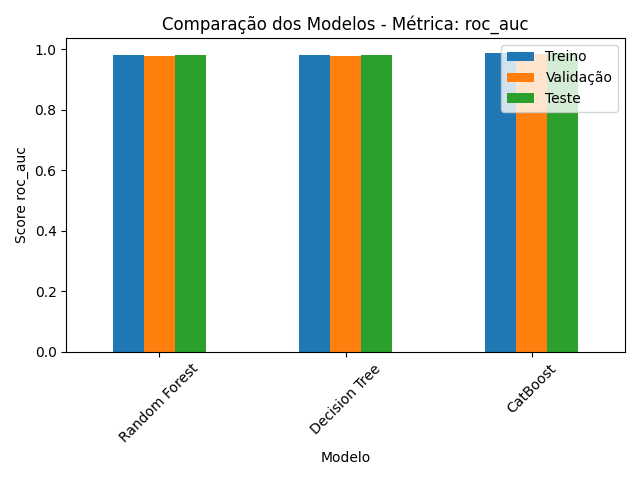 Comparação dos Modelos - Métrica: roc_auc
1.0
0.8
0.6
0.4
0.2
0.0
Score roc_auc
Treino
Validação
Teste
Random Forest
Decision Tree
CatBoost
Modelo